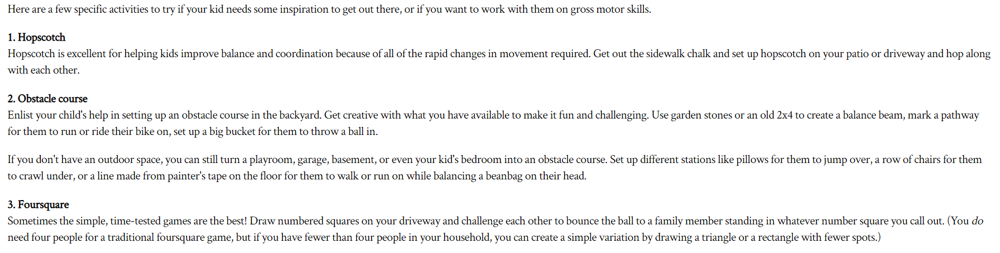 Here are a few specific activities to try if your kid needs some inspiration to get out there, or if you want to work with them on gross motor skills.
1. Hopscotch
Hopscotch is excellent for helping kids improve balance and coordination because of all of the rapid changes in movement required. Get out the sidewalk chalk and set up hopscotch on your patio or driveway and hop along
with each other.
2. Obstacle course
Enlist your child's help in setting up an obstacle course in the backyard. Get creative with what you have available to make it fun and challenging. Use garden stones or an old 2x4 to create a balance beam, mark a pathway
for them to run or ride their bike on, set up a big bucket for them to throw a ball in.
If you don't have an outdoor space, you can still turn a playroom, garage, basement, or even your kid's bedroom into an obstacle course. Set up different stations like pillows for them to jump over, a row of chairs for them
to crawl under, or a line made from painter's tape on the floor for them to walk or run on while balancing a beanbag on their head.
3. Foursquare
Sometimes the simple, time-tested games are the best! Draw numbered squares on your driveway and challenge each other to bounce the ball to a family member standing in whatever number square you call out. (You do
need four people for a traditional foursquare game, but if you have fewer than four people in your household, you can create a simple variation by drawing a triangle or a rectangle with fewer spots.)